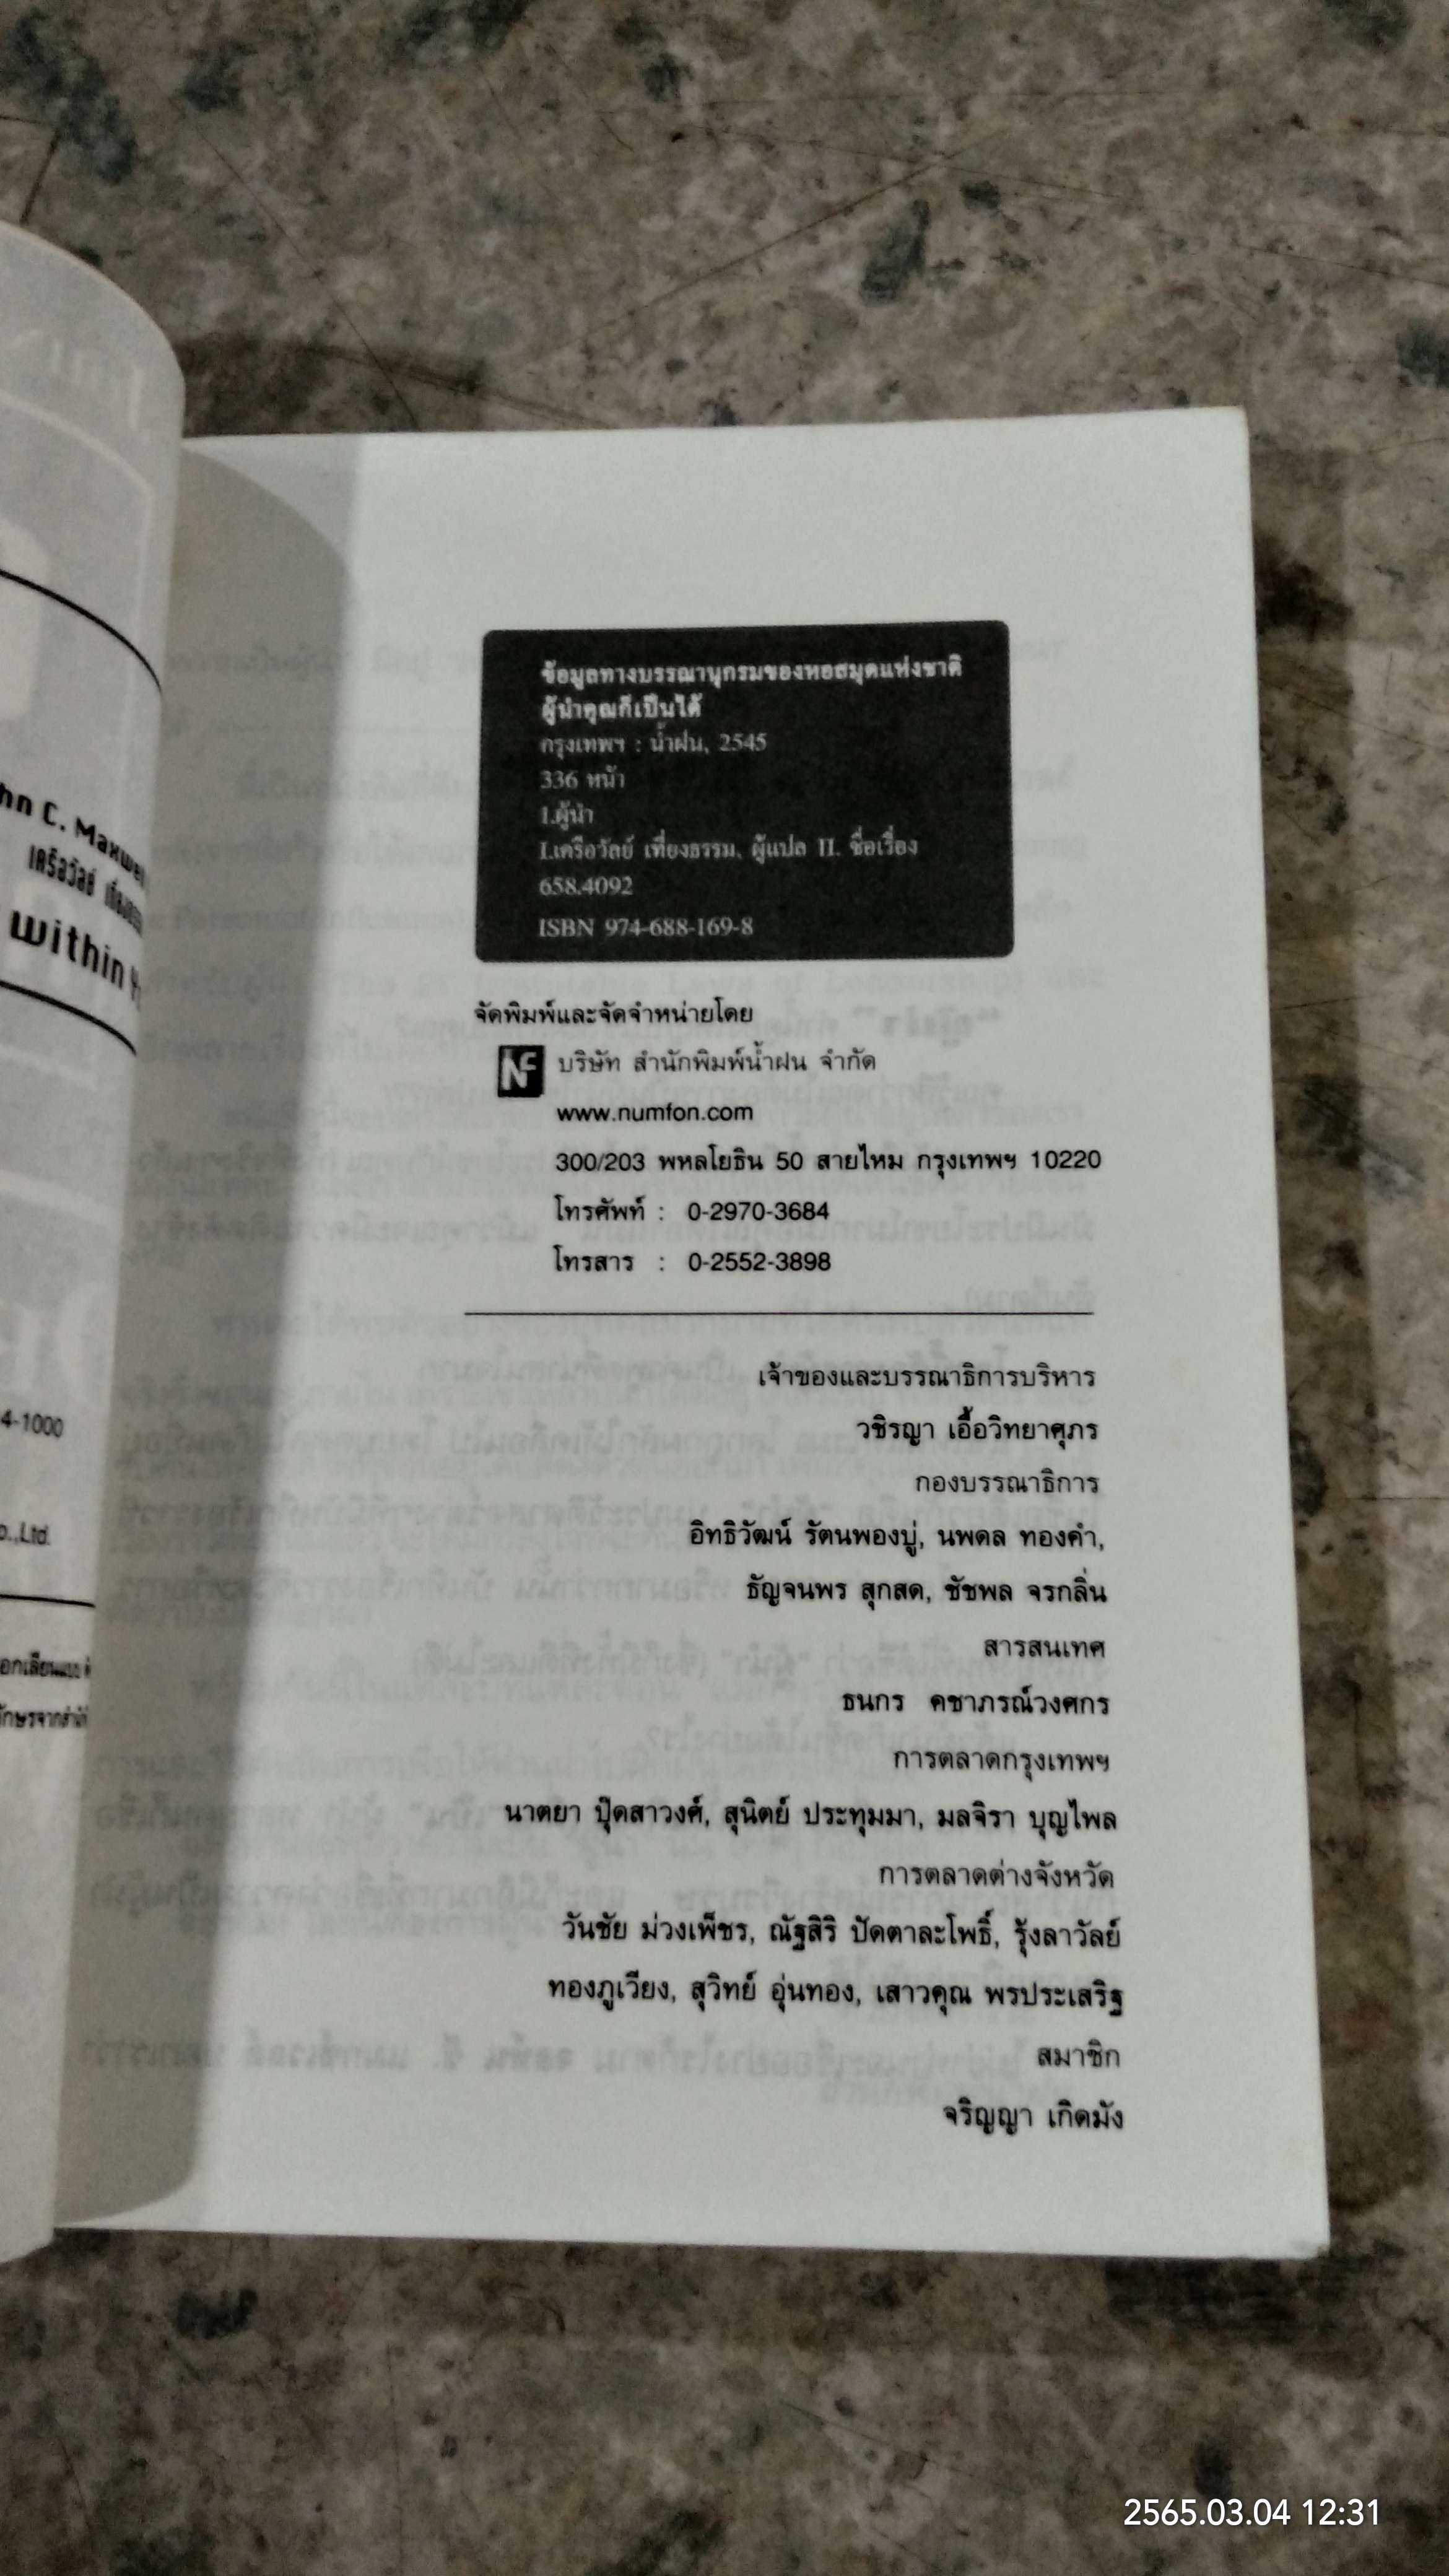 hn C. Maxwe
เครือวัลย์
within
4-1000
o.,Ltd.
ข้อมูลทางบรรณานุกรมของหอสมุดแห่งชาติ
ผู้นำคุณก็เป็นได้
กรุงเทพฯ : น้ำฝน, 2545
336 หน้า
1.ผู้นำ
I.เครือวัลย์ เที่ยงธรรม, ผู้แปล II. ชื่อเรื่อง
658.4092
ISBN 974-688-169-8
จัดพิมพ์และจัดจำหน่ายโดย
NF บริษัท สำนักพิมพ์น้ำฝน จำกัด
www.numfon.com
300/203 พหลโยธิน 50 สายไหม กรุงเทพฯ 10220
โทรศัพท์ : 0-2970-3684
โทรสาร : 0-2552-3898
เจ้าของและบรรณาธิการบริหาร
วชิรญา เอื้อวิทยาศุภร
กองบรรณาธิการ
อิทธิวัฒน์ รัตนพองบู่, นพดล ทองคำ,
ธัญจนพร สุกสด, ชัชพล จรกลิ่น
สารสนเทศ
ธนกร คชาภรณ์วงศกร
การตลาดกรุงเทพฯ
นาตยา ปุ๊ดสาวงศ์, สุนิตย์ ประทุมมา, มลจิรา บุญไพล
การตลาดต่างจังหวัด
วันชัย ม่วงเพ็ชร, ณัฐสิริ ปัดตาละโพธิ์, รุ้งลาวัลย์
ทองภูเวียง, สุวิทย์ อุ่นทอง, เสาวคุณ พรประเสริฐ
สมาชิก
จริญญา เกิดมัง
2565.03.04 12:31